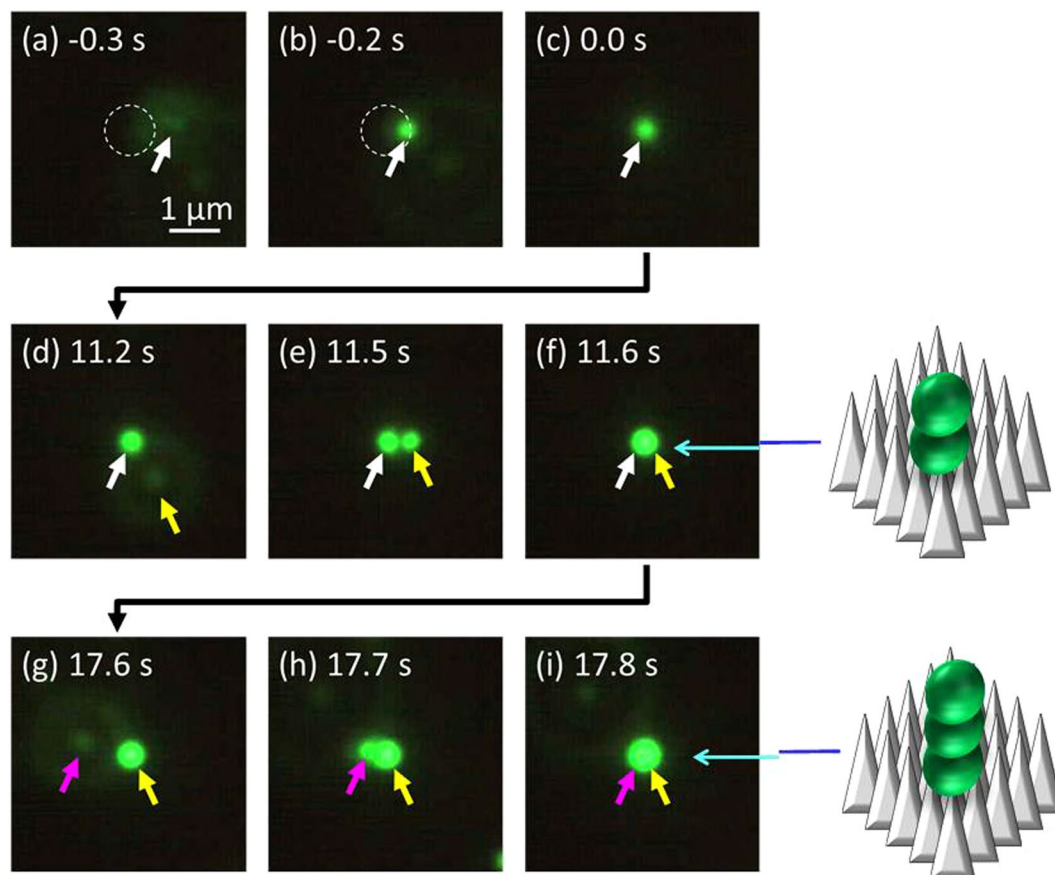 (a) -0.3 s
(b) -0.2 s
(c) 0.0 s
1 μm
(d) 11.2 s
(e) 11.5 s
(f) 11.6 s
(g) 17.6 s
(h) 17.7 s
(i) 17.8 s